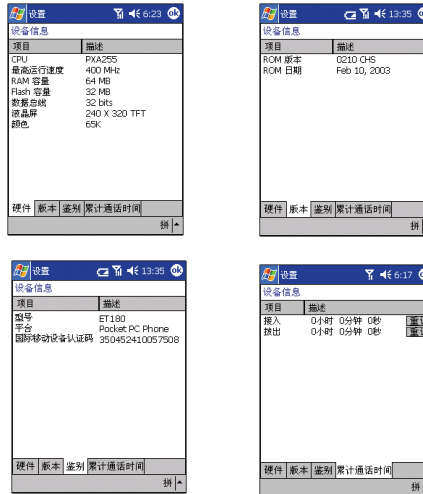 设置 6:23 ok
设备信息
项目 描述
CPU PXA255
最高运行速度 400 MHz
RAM 容量 64 MB
Flash 容量 32 MB
数据总线 32 bits
液晶屏 240 X 320 TFT
颜色 65K
硬件 版本 鉴别 累计通话时间
拼
设置 13:35 ok
设备信息
项目 描述
ROM 版本 0210 CHS
ROM 日期 Feb 10, 2003
硬件 版本 鉴别 累计通话时间
拼
设置 13:35 ok
设备信息
项目 描述
型号 ET180
平台 Pocket PC Phone
国际移动设备认证码 350452410057508
硬件 版本 鉴别 累计通话时间
拼
设置 6:17
设备信息
项目 描述
接入 0小时 0分钟 0秒
拨出 0小时 0分钟 0秒
硬件 版本 鉴别 累计通话时间
拼